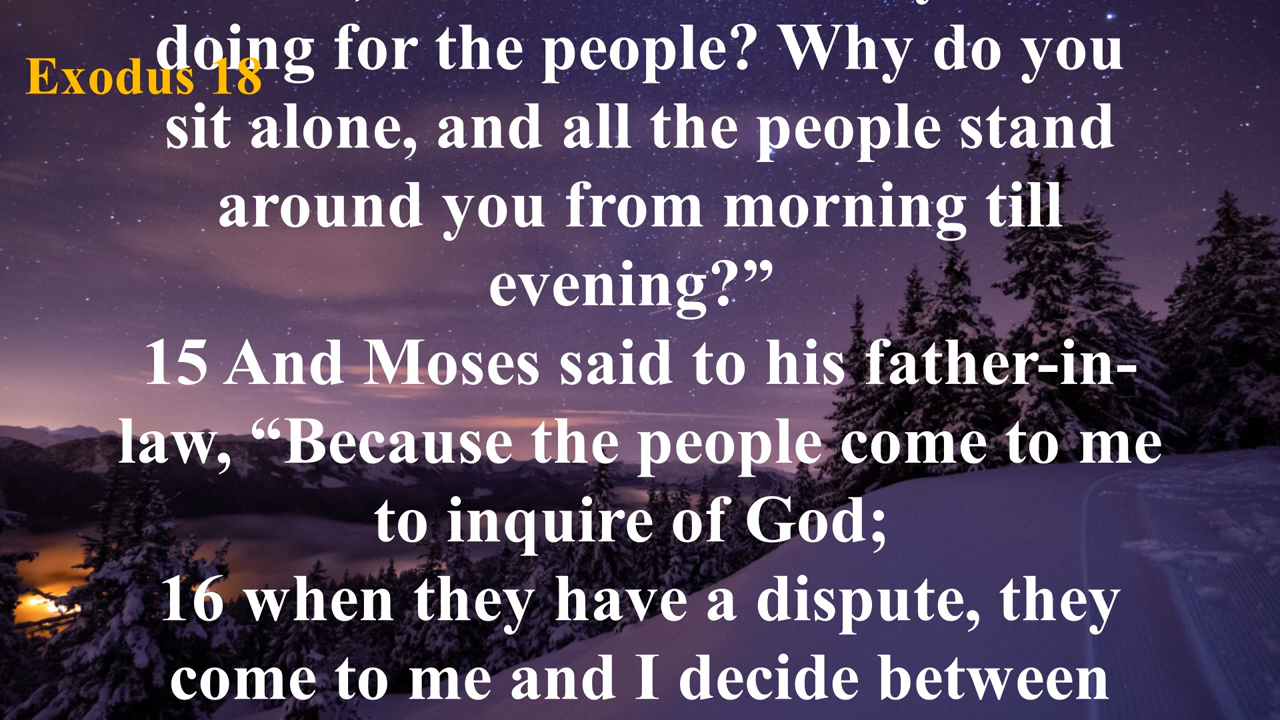 doing for the people? Why do you
Exodus 18
sit alone, and all the people stand
around you from morning till
evening?”
15 And Moses said to his father-in-
law, “Because the people come to me
to inquire of God;
16 when they have a dispute, they
come to me and I decide between